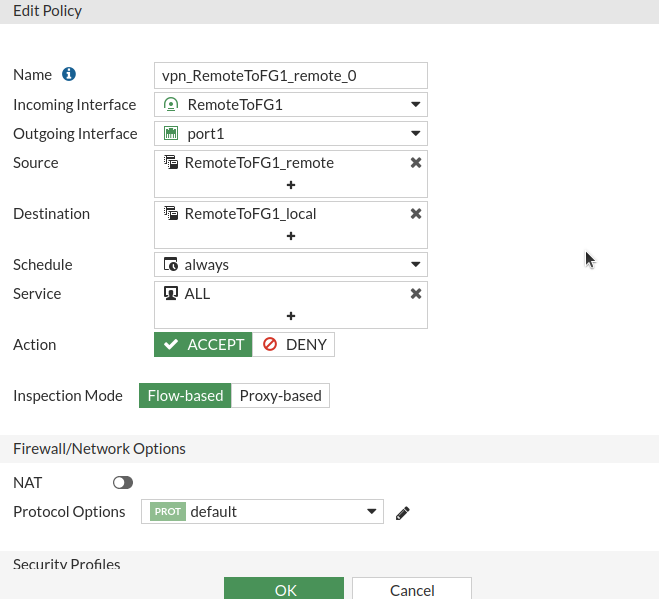 Edit Policy
Name vpn_RemoteToFG1_remote_0
Incoming Interface RemoteToFG1
Outgoing Interface port1
Source RemoteToFG1_remote
Destination RemoteToFG1_local
Schedule always
Service ALL
Action ACCEPT DENY
Inspection Mode Flow-based Proxy-based
Firewall/Network Options
NAT
Protocol Options PROT default
Security Profiles
OK Cancel